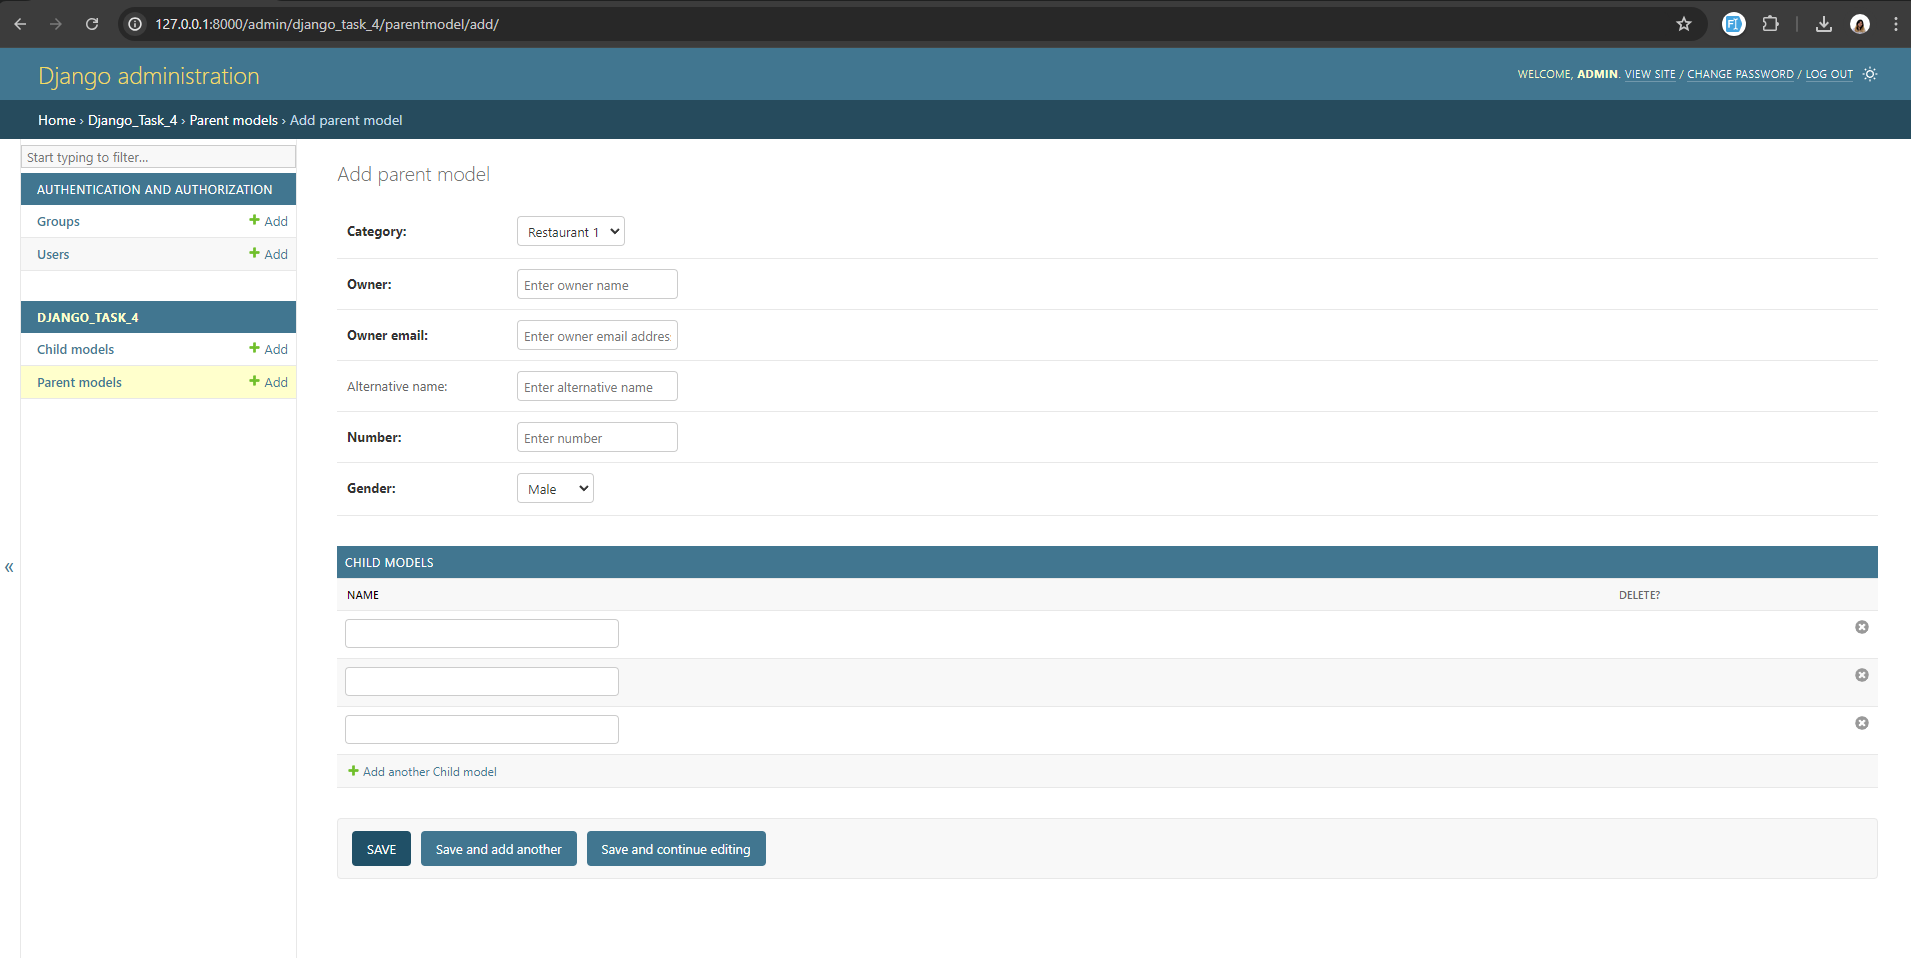 127.0.0.1:8000/admin/django_task_4/parentmodel/add/
Django administration
WELCOME, ADMIN. VIEW SITE / CHANGE PASSWORD / LOG OUT
Home › Django_Task_4 › Parent models › Add parent model
Start typing to filter...
AUTHENTICATION AND AUTHORIZATION
Groups + Add
Users + Add
DJANGO_TASK_4
Child models + Add
Parent models + Add
«
Add parent model
Category: Restaurant 1
Owner: Enter owner name
Owner email: Enter owner email addres
Alternative name: Enter alternative name
Number: Enter number
Gender: Male
CHILD MODELS
NAME DELETE?
+ Add another Child model
SAVE Save and add another Save and continue editing